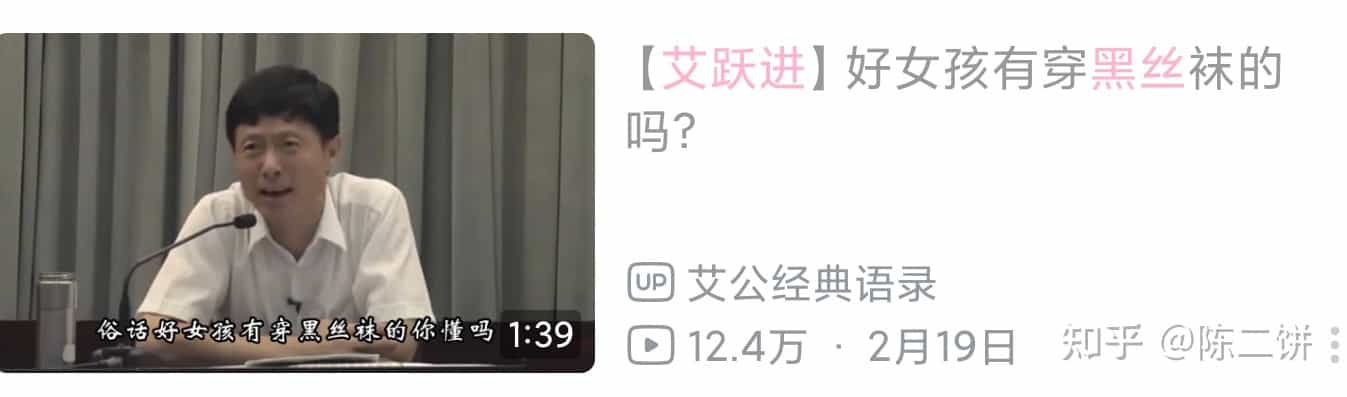 【艾跃进】好女孩有穿黑丝袜的
吗?
UP 艾公经典语录
12.4万 · 2月19日
俗话好女孩有穿黑丝袜的你懂吗
1:39
知乎 @陈二饼